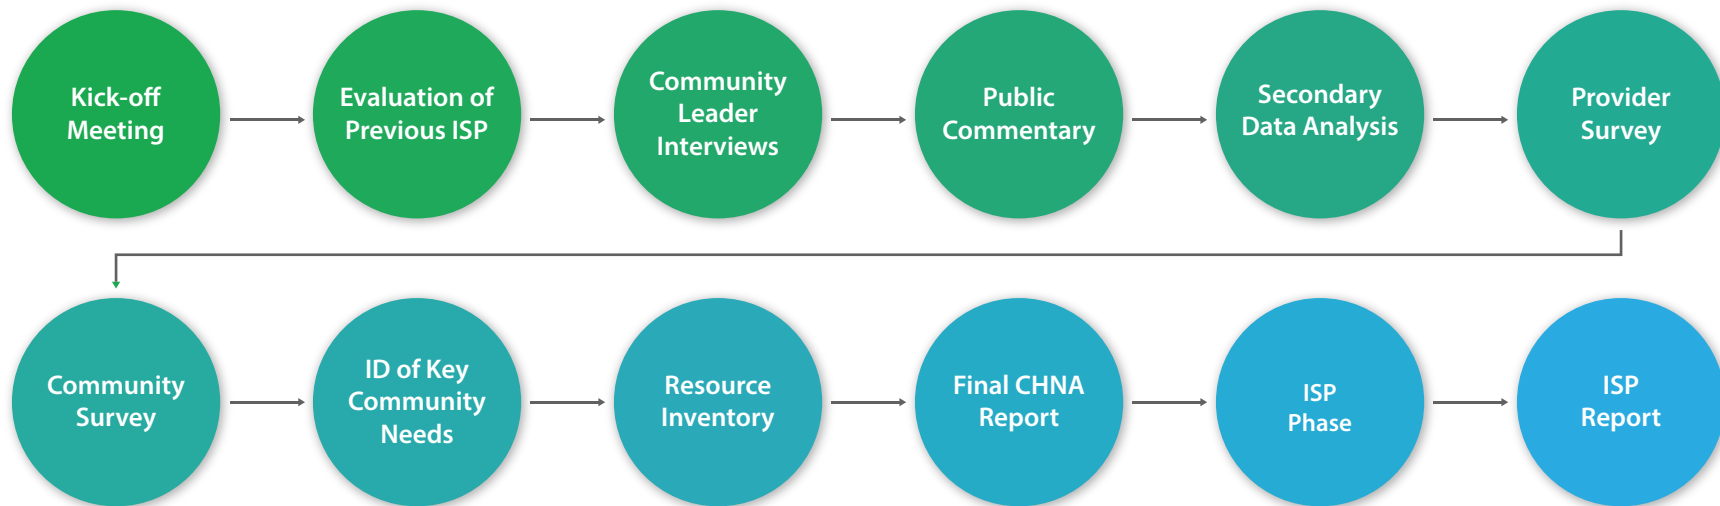 Kick-off
Meeting
Evaluation of
Previous ISP
Community
Leader
Interviews
Public
Commentary
Secondary
Data Analysis
Provider
Survey
Community
Survey
ID of Key
Community
Needs
Resource
Inventory
Final CHNA
Report
ISP
Phase
ISP
Report